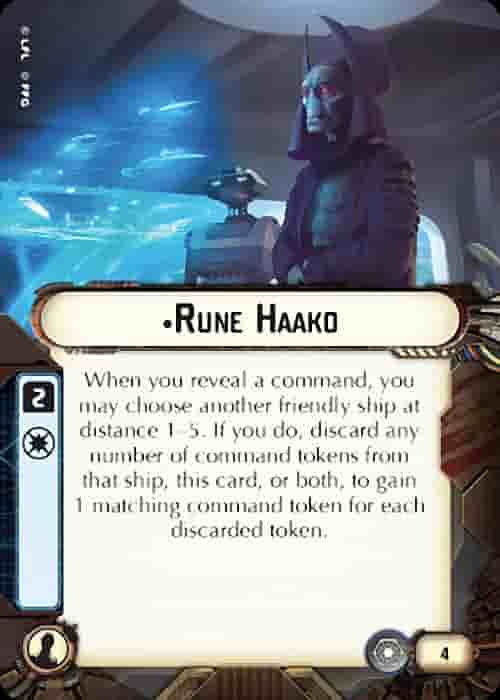 © LFL © FFG
•Rune Haako
2
When you reveal a command, you
may choose another friendly ship at
distance 1–5. If you do, discard any
number of command tokens from
that ship, this card, or both, to gain
1 matching command token for each
discarded token.
4